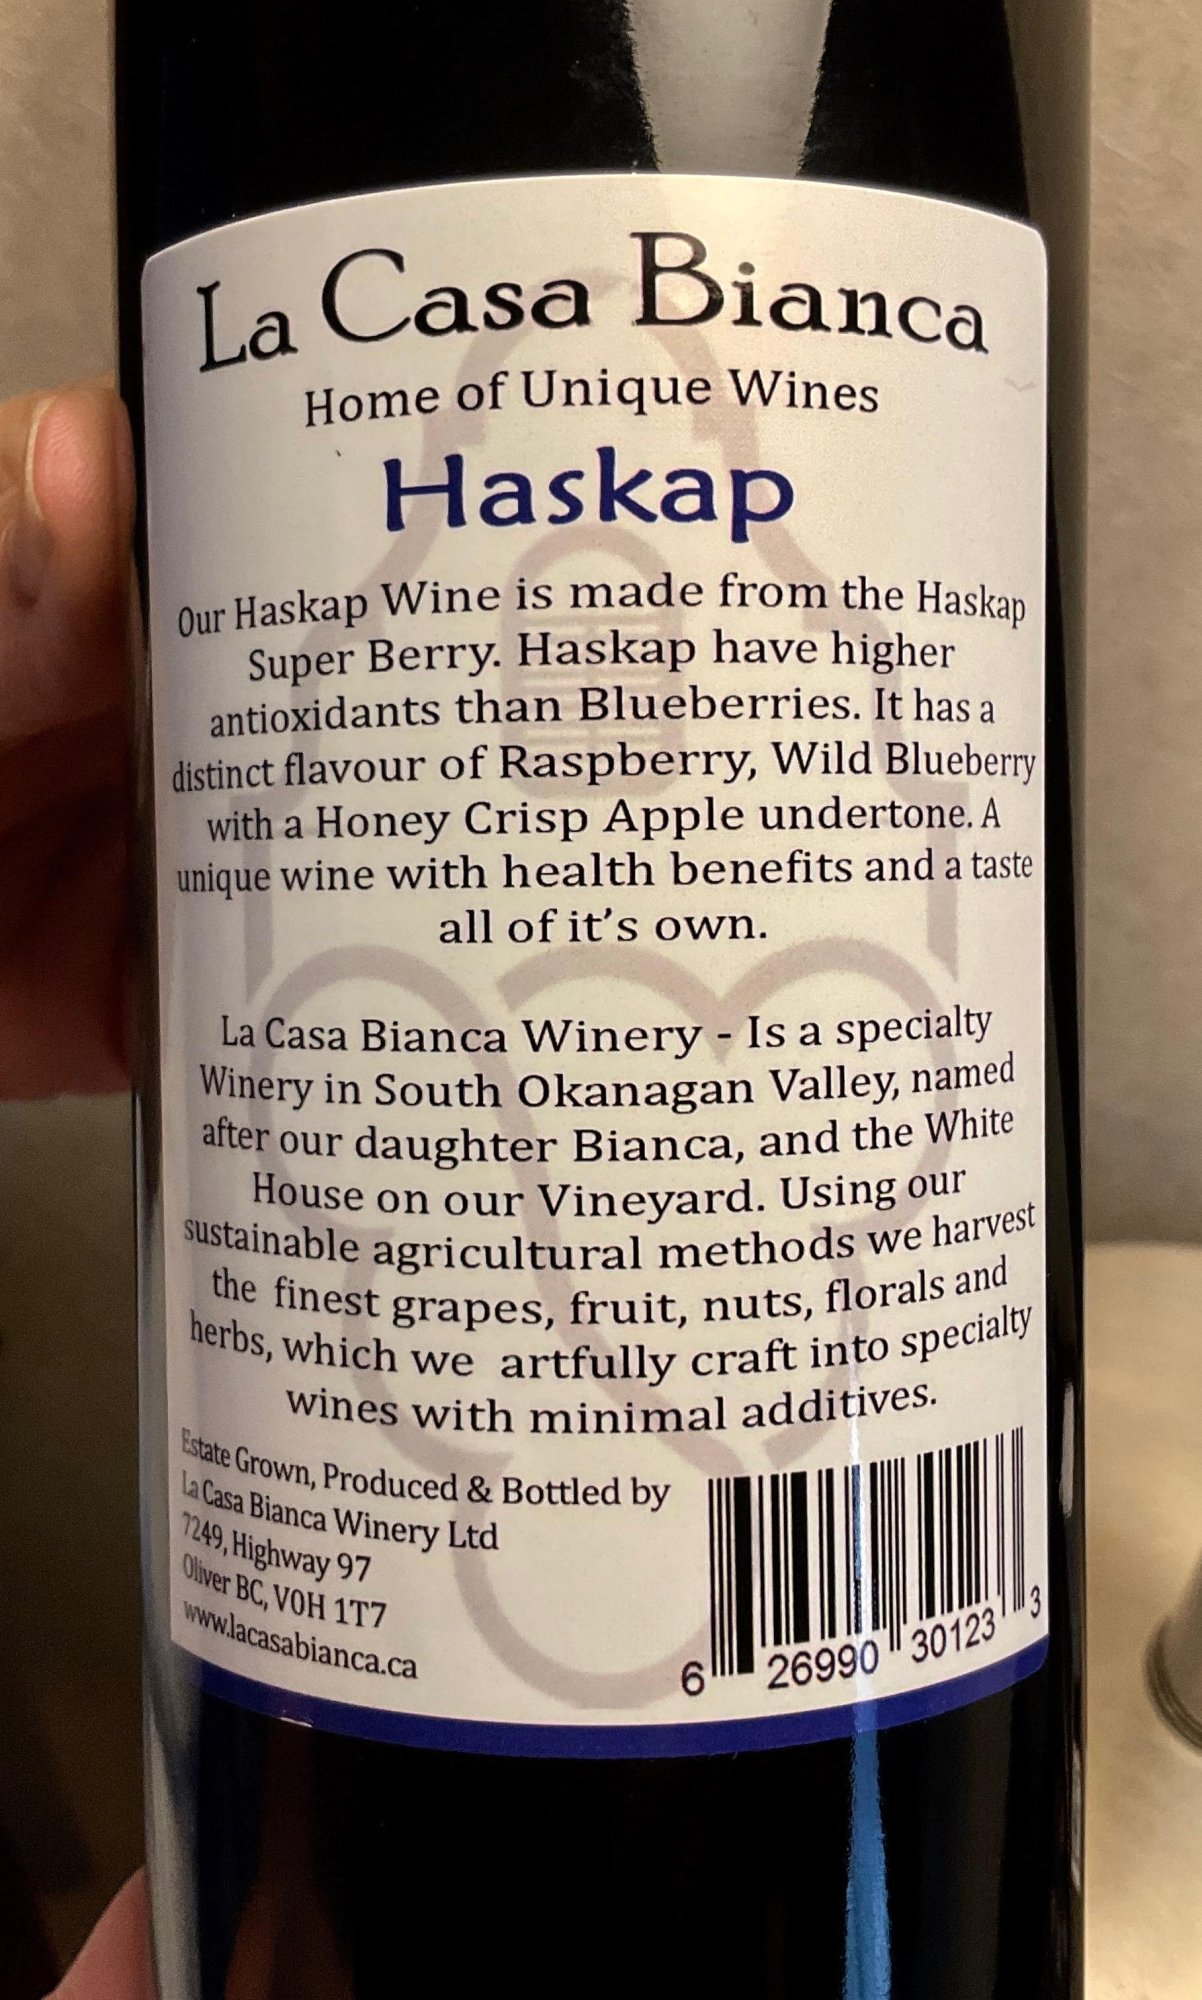 La Casa Bianca
Home of Unique Wines
Haskap
Our Haskap Wine is made from the Haskap
Super Berry. Haskap have higher
antioxidants than Blueberries. It has a
distinct flavour of Raspberry, Wild Blueberry
with a Honey Crisp Apple undertone. A
unique wine with health benefits and a taste
all of it's own.
La Casa Bianca Winery - Is a specialty
Winery in South Okanagan Valley, named
after our daughter Bianca, and the White
House on our Vineyard. Using our
sustainable agricultural methods we harvest
the finest grapes, fruit, nuts, florals and
herbs, which we artfully craft into specialty
wines with minimal additives.
Estate Grown, Produced & Bottled by
La Casa Bianca Winery Ltd
7249, Highway 97
Oliver BC, V0H 1T7
www.lacasabianca.ca
6 26990 30123 3